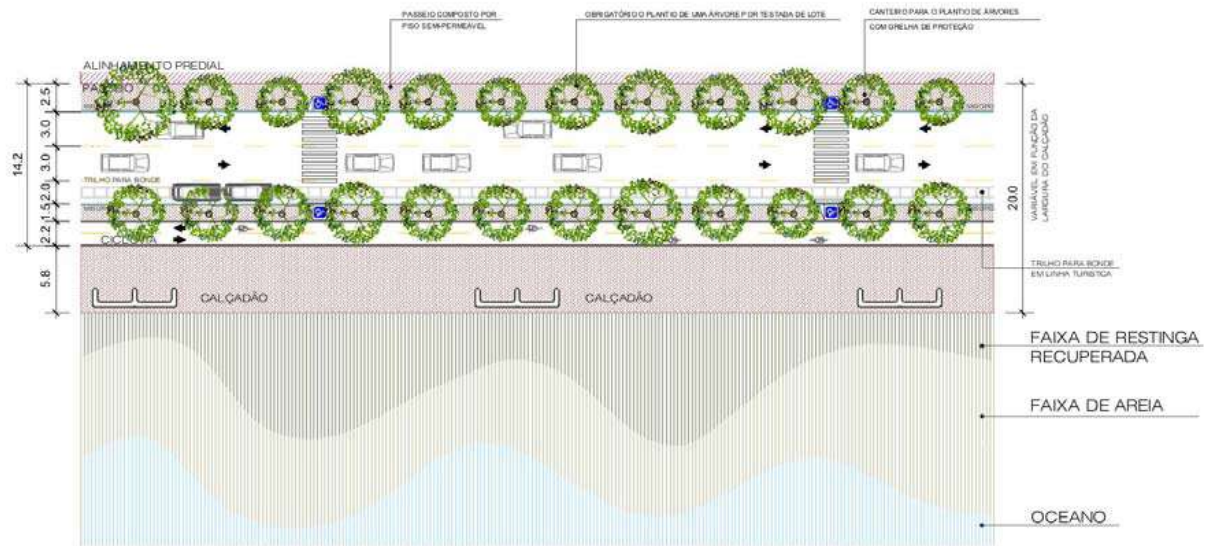 PASSEIO COMPOSTO POR
PISO SEMI-PERMEÁVEL
OBRIGATÓRIO O PLANTIO DE UMA ÁRVORE POR TESTADA DE LOTE
CANTEIRO PARA O PLANTIO DE ÁRVORES
COM GRELHA DE PROTEÇÃO
ALINHAMENTO PREDIAL
2.5
3.0
3.0
2.0
1.5
2.2
14.2
5.8
TRILHO PARA BONDE
CICLOVIA
CALÇADÃO
CALÇADÃO
20.0
VARIÁVEL EM FUNÇÃO DA
LARGURA DO CALÇADÃO
TRILHO PARA BONDE
EM LINHA TURÍSTICA
FAIXA DE RESTINGA
RECUPERADA
FAIXA DE AREIA
OCEANO